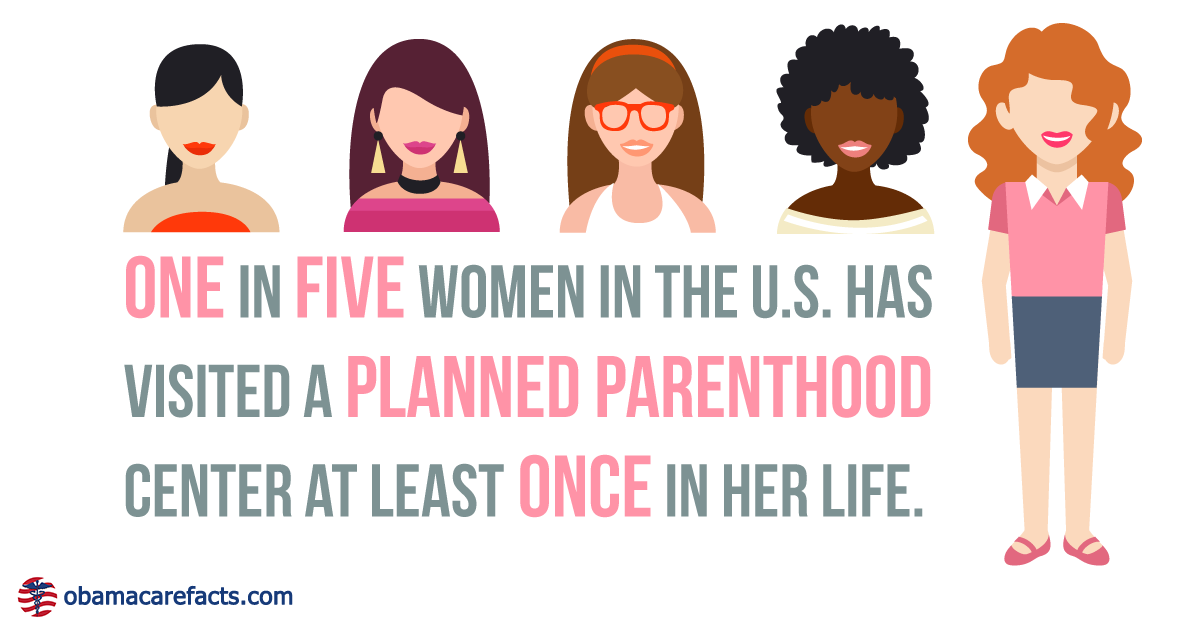 ONE IN FIVE WOMEN IN THE U.S. HAS
VISITED A PLANNED PARENTHOOD
CENTER AT LEAST ONCE IN HER LIFE.
obamacarefacts.com